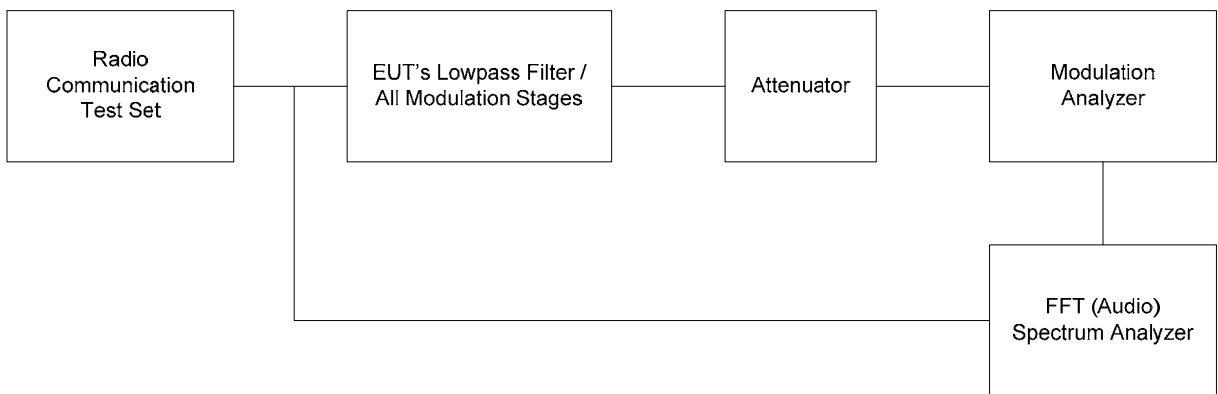 Radio
Communication
Test Set
EUT's Lowpass Filter /
All Modulation Stages
Attenuator
Modulation
Analyzer
FFT (Audio)
Spectrum Analyzer